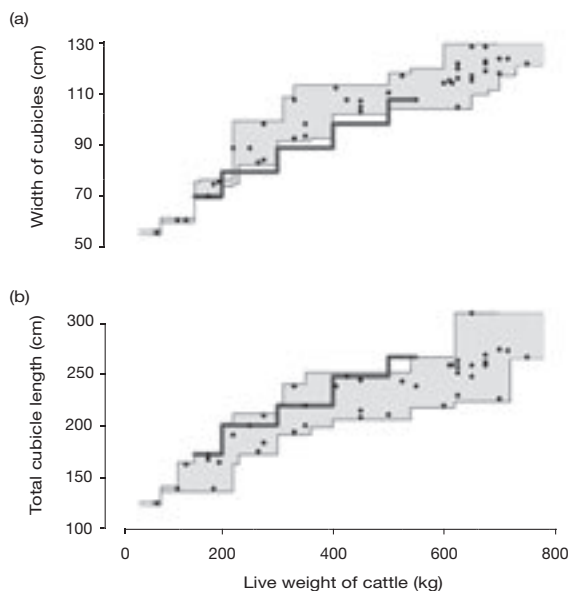 (a)
130
110
90
70
50
Width of cubicles (cm)
(b)
300
250
200
150
100
Total cubicle length (cm)
0 200 400 600 800
Live weight of cattle (kg)